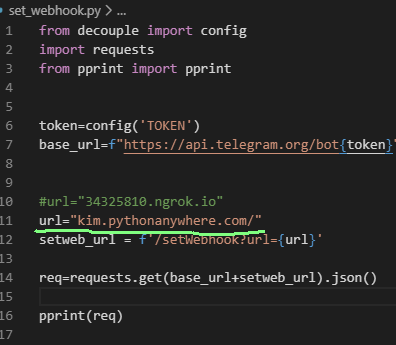 set_webhook.py > ...
1 from decouple import config
2 import requests
3 from pprint import pprint
4
5
6 token=config('TOKEN')
7 base_url=f"https://api.telegram.org/bot{token}"
8
9
10 #url="34325810.ngrok.io"
11 url="kim.pythonanywhere.com/"
12 setweb_url = f'/setWebhook?url={url}'
13
14 req=requests.get(base_url+setweb_url).json()
15
16 pprint(req)
17